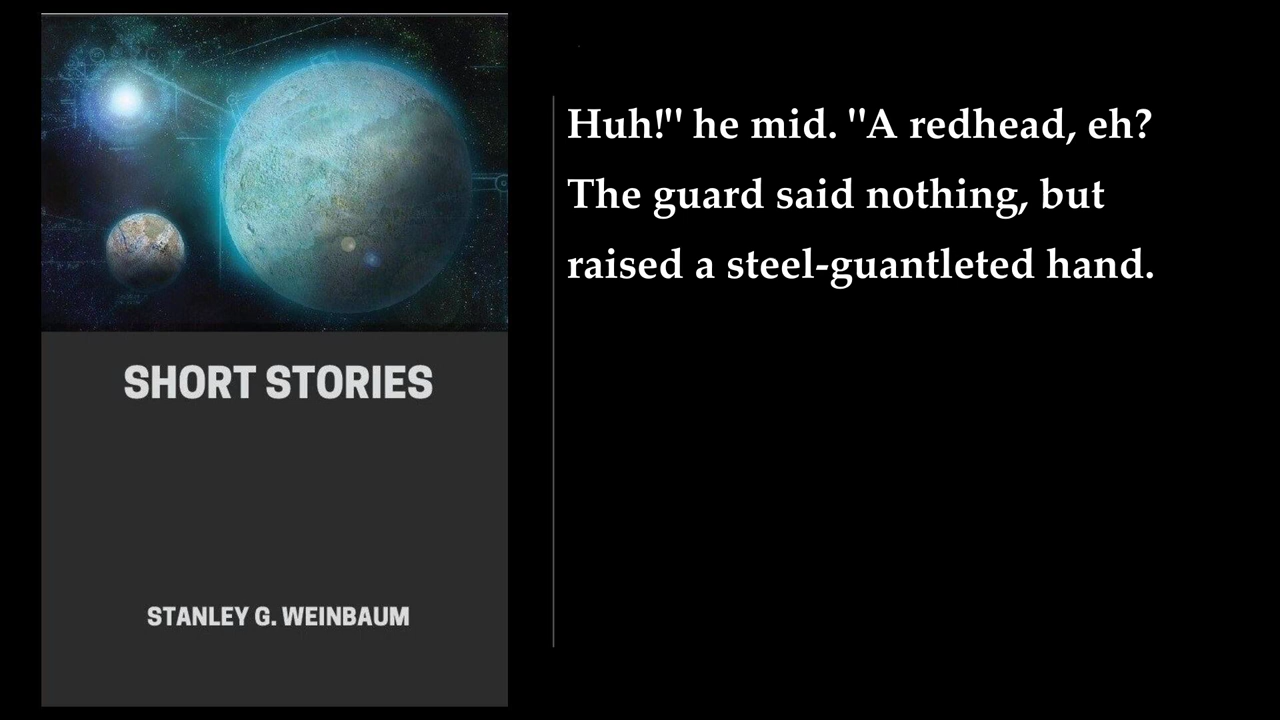 SHORT STORIES
STANLEY G. WEINBAUM
Huh!" he mid. "A redhead, eh?
The guard said nothing, but
raised a steel-guantleted hand.